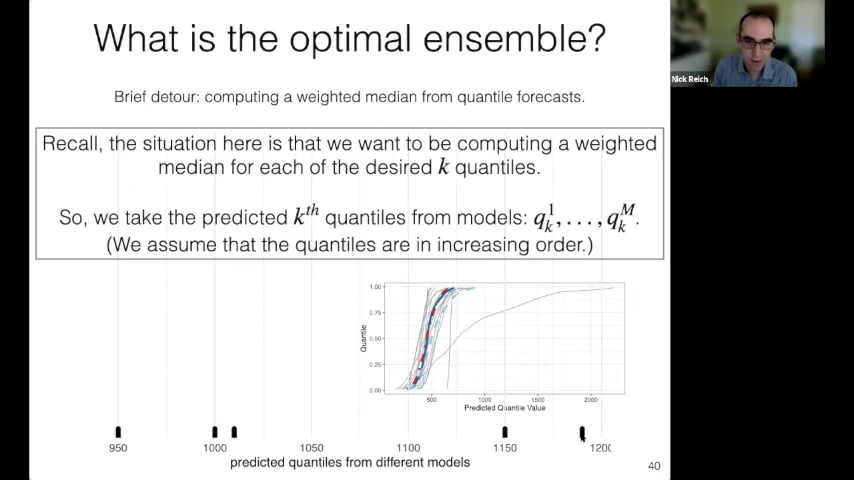 What is the optimal ensemble?
Nick Reich
Brief detour: computing a weighted median from quantile forecasts.
Recall, the situation here is that we want to be computing a weighted
median for each of the desired k quantiles.
So, we take the predicted kᵗʰ quantiles from models: qₖ¹, . . . , qₖᴹ.
(We assume that the quantiles are in increasing order.)
1.00
0.75
0.50
0.25
0.00
Quantile
500 1000 1500 2000
Predicted Quantile Value
950 1000 1050 1100 1150 1200
predicted quantiles from different models
40